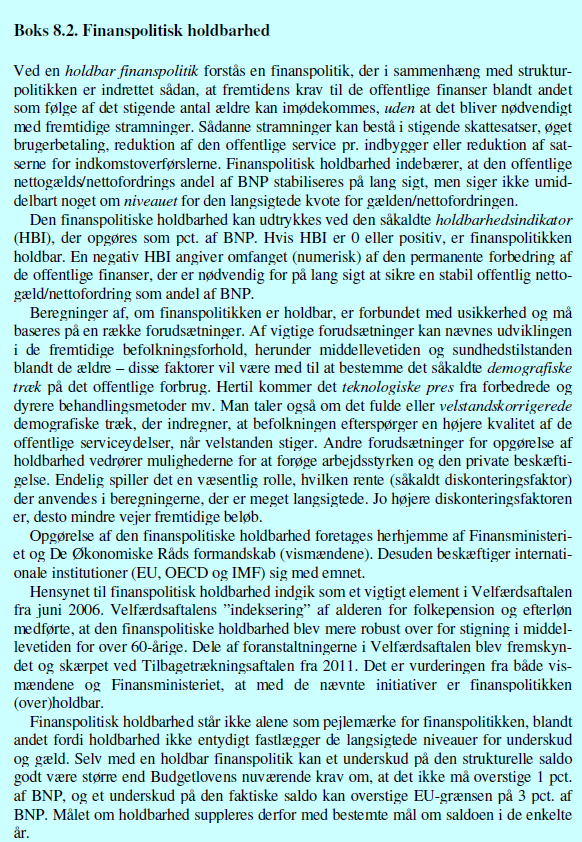 Boks 8.2. Finanspolitisk holdbarhed
Ved en holdbar finanspolitik forstås en finanspolitik, der i sammenhæng med struktur-
politikken er indrettet sådan, at fremtidens krav til de offentlige finanser blandt andet
som følge af det stigende antal ældre kan imødekommes, uden at det bliver nødvendigt
med fremtidige stramninger. Sådanne stramninger kan bestå i stigende skattesatser, øget
brugerbetaling, reduktion af den offentlige service pr. indbygger eller reduktion af sat-
serne for indkomstoverførslerne. Finanspolitisk holdbarhed indebærer, at den offentlige
nettogælds/nettofordrings andel af BNP stabiliseres på lang sigt, men siger ikke umid-
delbart noget om niveauet for den langsigtede kvote for gælden/nettofordringen.
Den finanspolitiske holdbarhed kan udtrykkes ved den såkaldte holdbarhedsindikator
(HBI), der opgøres som pct. af BNP. Hvis HBI er 0 eller positiv, er finanspolitikken
holdbar. En negativ HBI angiver omfanget (numerisk) af den permanente forbedring af
de offentlige finanser, der er nødvendig for på lang sigt at sikre en stabil offentlig netto-
gæld/nettofordring som andel af BNP.
Beregninger af, om finanspolitikken er holdbar, er forbundet med usikkerhed og må
baseres på en række forudsætninger. Af vigtige forudsætninger kan nævnes udviklingen
i de fremtidige befolkningsforhold, herunder middellevetiden og sundhedstilstanden
blandt de ældre – disse faktorer vil være med til at bestemme det såkaldte demografiske
træk på det offentlige forbrug. Hertil kommer det teknologiske pres fra forbedrede og
dyrere behandlingsmetoder mv. Man taler også om det fulde eller velstandskorrigerede
demografiske træk, der indregner, at befolkningen efterspørger en højere kvalitet af de
offentlige serviceydelser, når velstanden stiger. Andre forudsætninger for opgørelse af
holdbarhed vedrører mulighederne for at forøge arbejdsstyrken og den private beskæfti-
gelse. Endelig spiller det en væsentlig rolle, hvilken rente (såkaldt diskonteringsfaktor)
der anvendes i beregningerne, der er meget langsigtede. Jo højere diskonteringsfaktoren
er, desto mindre vejer fremtidige beløb.
Opgørelse af den finanspolitiske holdbarhed foretages herhjemme af Finansministeri-
et og De Økonomiske Råds formandskab (vismændene). Desuden beskæftiger internati-
onale institutioner (EU, OECD og IMF) sig med emnet.
Hensynet til finanspolitisk holdbarhed indgik som et vigtigt element i Velfærdsaftalen
fra juni 2006. Velfærdsaftalens ”indeksering” af alderen for folkepension og efterløn
medførte, at den finanspolitiske holdbarhed blev mere robust over for stigning i middel-
levetiden for over 60-årige. Dele af foranstaltningerne i Velfærdsaftalen blev fremskyn-
det og skærpet ved Tilbagetrækningsaftalen fra 2011. Det er vurderingen fra både vis-
mændene og Finansministeriet, at med de nævnte initiativer er finanspolitikken
(over)holdbar.
Finanspolitisk holdbarhed står ikke alene som pejlemærke for finanspolitikken, blandt
andet fordi holdbarhed ikke entydigt fastlægger de langsigtede niveauer for underskud
og gæld. Selv med en holdbar finanspolitik kan et underskud på den strukturelle saldo
godt være større end Budgetlovens nuværende krav om, at det ikke må overstige 1 pct.
af BNP, og et underskud på den faktiske saldo kan overstige EU-grænsen på 3 pct. af
BNP. Målet om holdbarhed suppleres derfor med bestemte mål om saldoen i de enkelte
år.